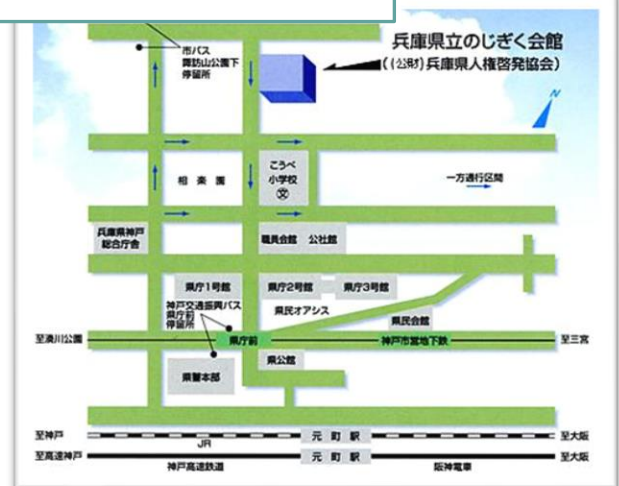 兵庫県立のじぎく会館
((公財)兵庫県人権啓発協会)
市バス
諏訪山公園下
停留所
N
こうべ
小学校
文
相楽園
一方通行区間
兵庫県神戸
総合庁舎
職員会館 公社館
県庁1号館
県庁2号館
県庁3号館
神戸交通振興バス
県庁前
停留所
県民オアシス
県民会館
至湊川公園
県庁前
神戸市営地下鉄
至三宮
県公館
県警本部
至神戸
JR
元町駅
至大阪
至高速神戸
神戸高速鉄道
元町駅
阪神電車
至大阪